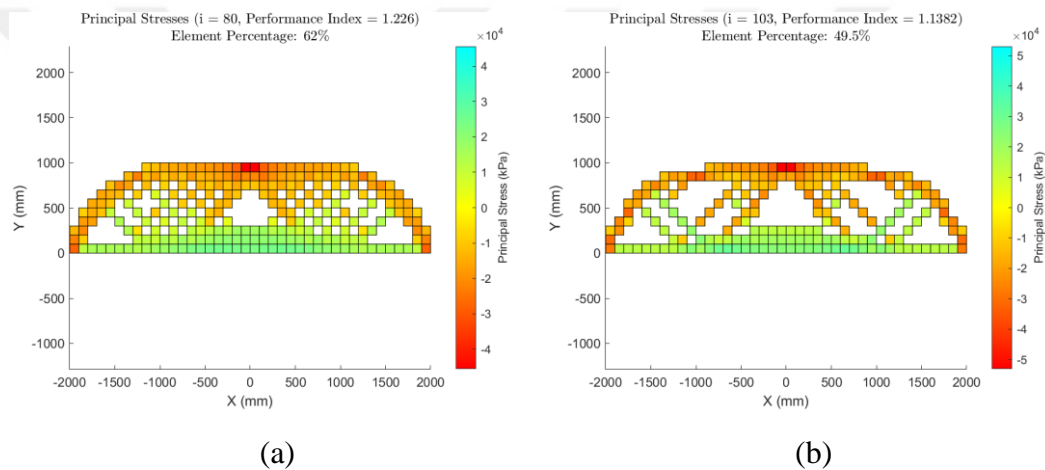 Principal Stresses (i = 80, Performance Index = 1.226)
Element Percentage: 62%
×10⁴
2000
1500
1000
500
0
-500
-1000
Y (mm)
-2000 -1500 -1000 -500 0 500 1000 1500 2000
X (mm)
4
3
2
1
0
-1
-2
-3
-4
Principal Stress (kPa)
(a)
Principal Stresses (i = 103, Performance Index = 1.1382)
Element Percentage: 49.5%
×10⁴
2000
1500
1000
500
0
-500
-1000
Y (mm)
-2000 -1500 -1000 -500 0 500 1000 1500 2000
X (mm)
5
4
3
2
1
0
-1
-2
-3
-4
-5
Principal Stress (kPa)
(b)